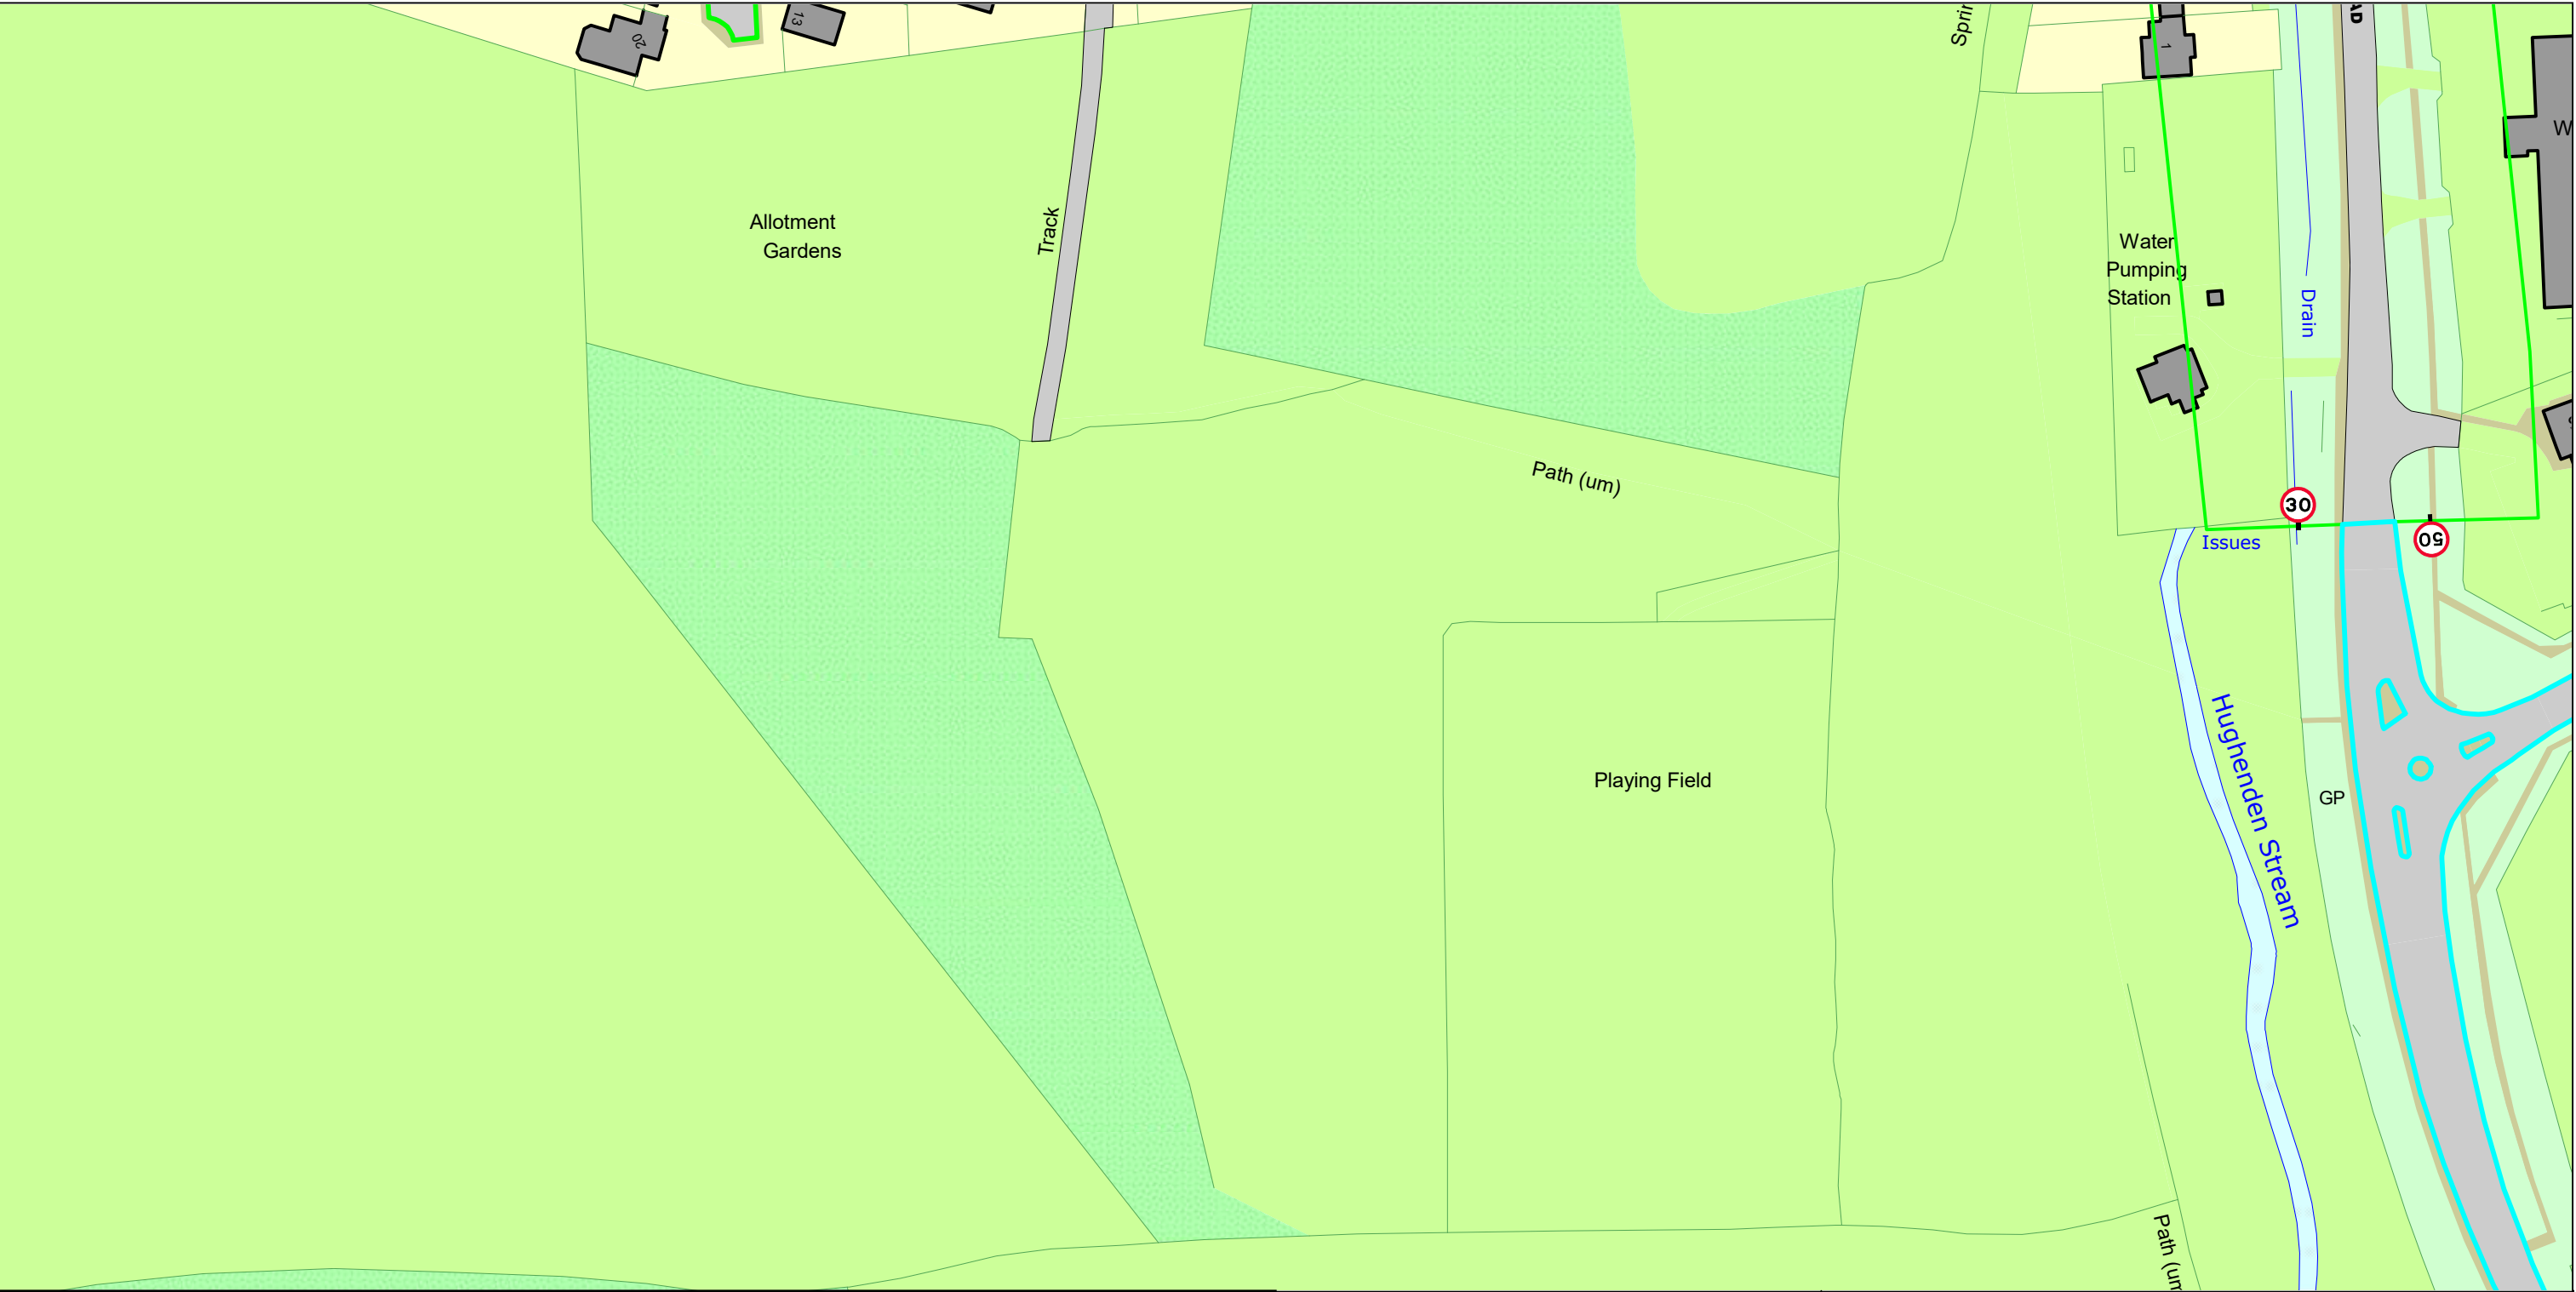 20
13
1
Allotment
Gardens
Track
Water
Pumping
Station
Drain
Path (um)
30
50
Issues
Hughenden Stream
Playing Field
GP